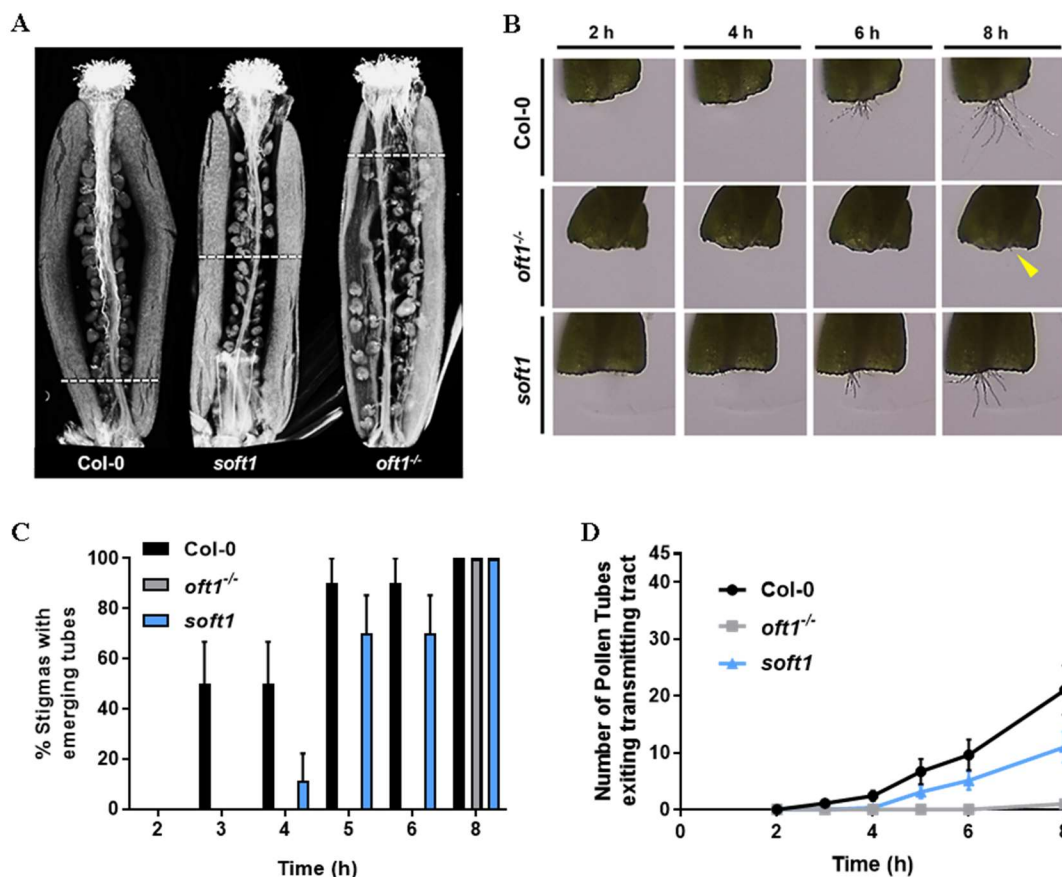 A
Col-0
soft1
oft1-/-
B
2 h
4 h
6 h
8 h
Col-0
oft1-/-
soft1
C
Col-0
oft1-/-
soft1
% Stigmas with
emerging tubes
100
80
60
40
20
0
2
3
4
5
6
8
Time (h)
D
Col-0
oft1-/-
soft1
Number of Pollen Tubes
exiting transmitting tract
45
40
30
20
10
0
0
2
4
6
8
Time (h)